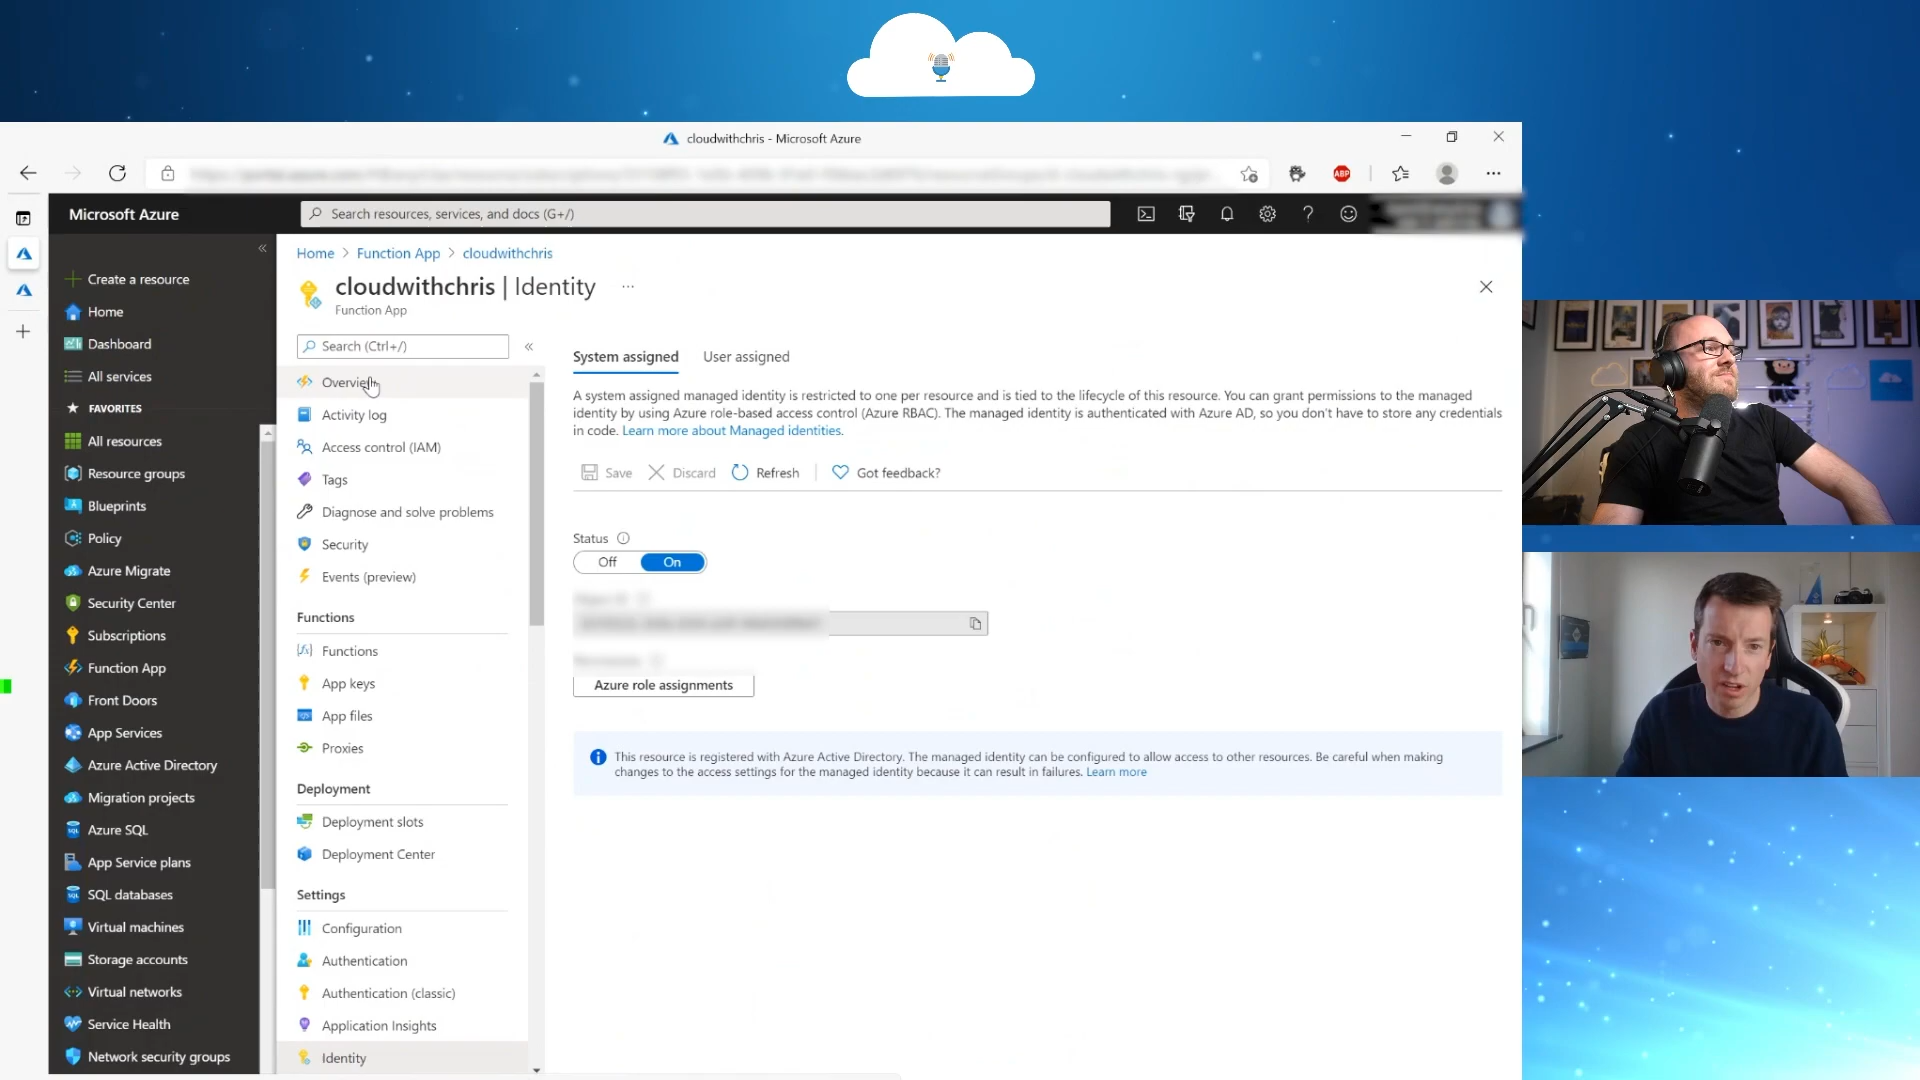 cloudwithchris - Microsoft Azure
ABP
Microsoft Azure
Search resources, services, and docs (G+/)
Create a resource
Home
Dashboard
All services
FAVORITES
All resources
Resource groups
Blueprints
Policy
Azure Migrate
Security Center
Subscriptions
Function App
Front Doors
App Services
Azure Active Directory
Migration projects
Azure SQL
App Service plans
SQL databases
Virtual machines
Storage accounts
Virtual networks
Service Health
Network security groups
Home > Function App > cloudwithchris
cloudwithchris | Identity ...
Function App
Search (Ctrl+/)
Overview
Activity log
Access control (IAM)
Tags
Diagnose and solve problems
Security
Events (preview)
Functions
Functions
App keys
App files
Proxies
Deployment
Deployment slots
Deployment Center
Settings
Configuration
Authentication
Authentication (classic)
Application Insights
Identity
System assigned User assigned
A system assigned managed identity is restricted to one per resource and is tied to the lifecycle of this resource. You can grant permissions to the managed
identity by using Azure role-based access control (Azure RBAC). The managed identity is authenticated with Azure AD, so you don't have to store any credentials
in code. Learn more about Managed identities.
Save Discard Refresh Got feedback?
Status
Off On
Azure role assignments
This resource is registered with Azure Active Directory. The managed identity can be configured to allow access to other resources. Be careful when making
changes to the access settings for the managed identity because it can result in failures. Learn more